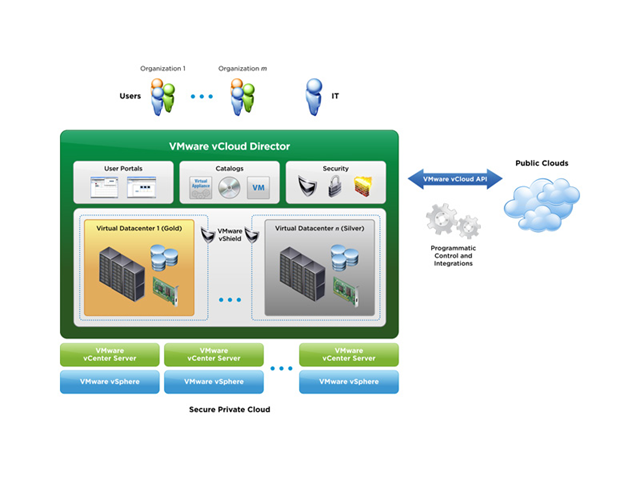 Organization 1
Organization m
Users
IT
VMware vCloud Director
User Portals
Catalogs
Security
Virtual
Appliance
VM
VMware vCloud API
Public Clouds
Programmatic
Control and
Integrations
Virtual Datacenter 1 (Gold)
VMware
vShield
Virtual Datacenter n (Silver)
VMware
vCenter Server
VMware
vCenter Server
VMware
vCenter Server
VMware vSphere
VMware vSphere
VMware vSphere
Secure Private Cloud